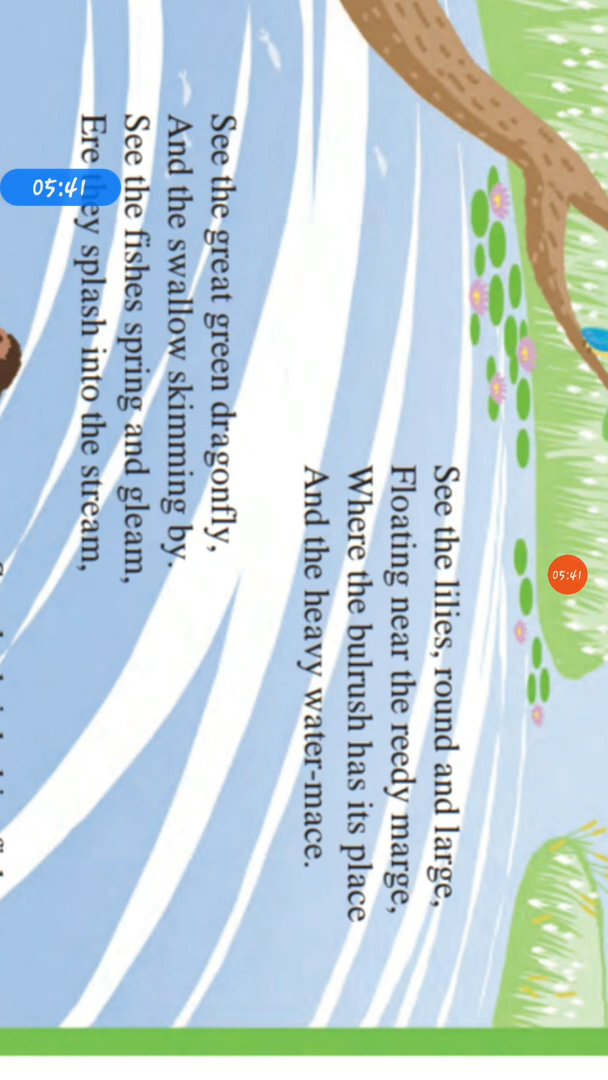 See the lilies, round and large,
Floating near the reedy marge,
Where the bulrush has its place
And the heavy water-mace.
See the great green dragonfly,
And the swallow skimming by.
See the fishes spring and gleam,
Ere they splash into the stream,
05:41
05:41